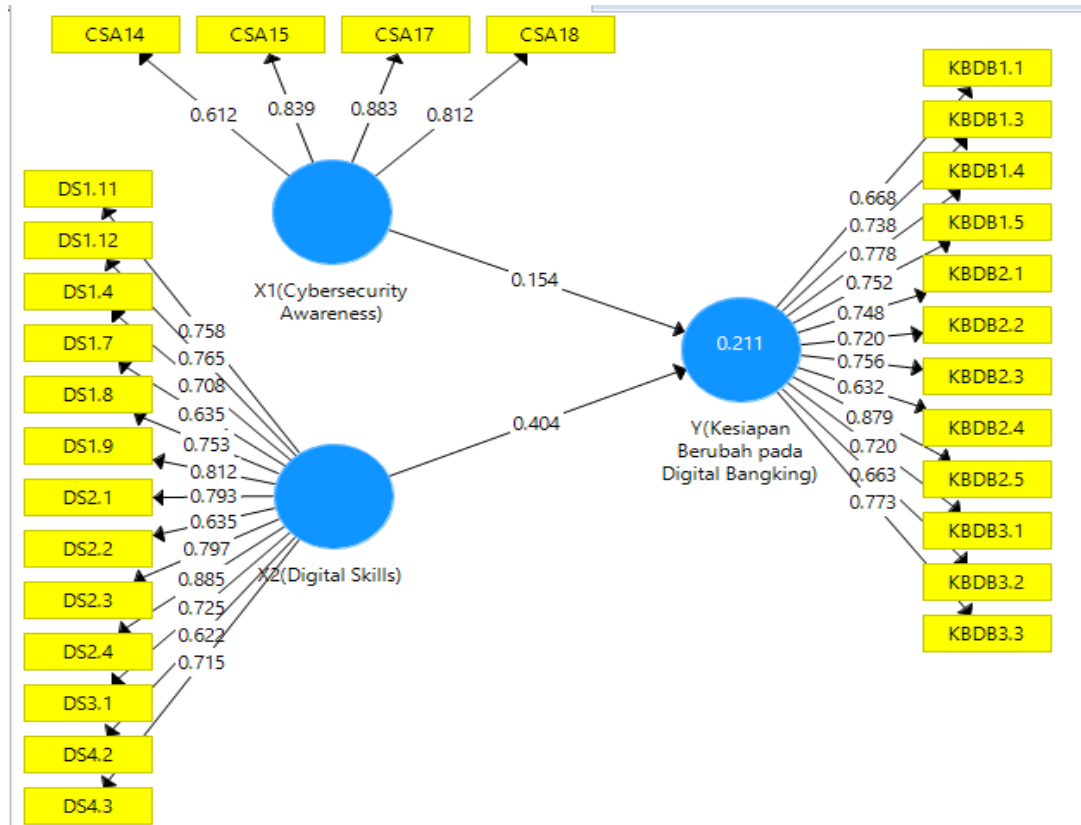 CSA14
CSA15
CSA17
CSA18
0.612
0.839
0.883
0.812
X1(Cybersecurity
Awareness)
DS1.11
DS1.12
DS1.4
DS1.7
DS1.8
DS1.9
DS2.1
DS2.2
DS2.3
DS2.4
DS3.1
DS4.2
DS4.3
0.758
0.765
0.708
0.635
0.753
0.812
0.793
0.635
0.797
0.885
0.725
0.622
0.715
X2(Digital Skills)
0.154
0.404
0.211
Y(Kesiapan
Berubah pada
Digital Bangking)
0.668
0.738
0.778
0.752
0.748
0.720
0.756
0.632
0.879
0.720
0.663
0.773
KBDB1.1
KBDB1.3
KBDB1.4
KBDB1.5
KBDB2.1
KBDB2.2
KBDB2.3
KBDB2.4
KBDB2.5
KBDB3.1
KBDB3.2
KBDB3.3